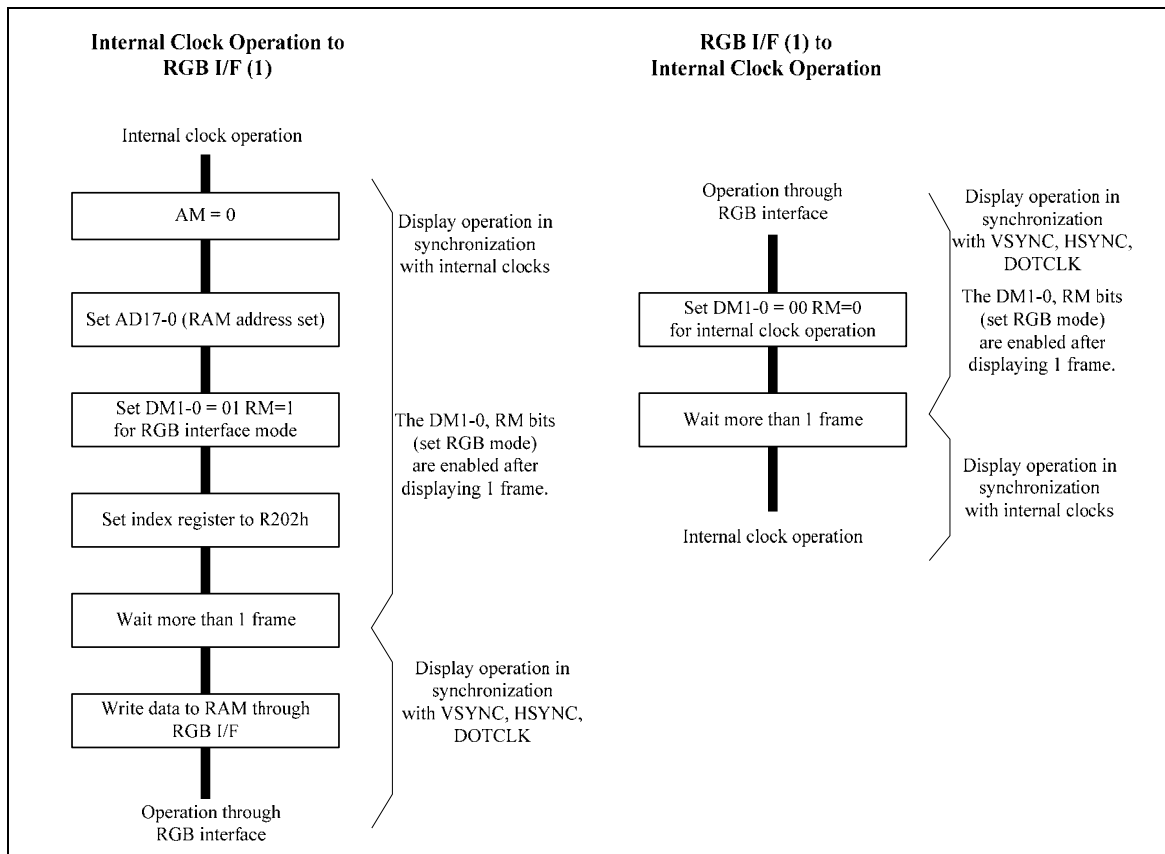 Internal Clock Operation to
RGB I/F (1)
Internal clock operation
AM = 0
Set AD17-0 (RAM address set)
Set DM1-0 = 01 RM=1
for RGB interface mode
Set index register to R202h
Wait more than 1 frame
Write data to RAM through
RGB I/F
Operation through
RGB interface
Display operation in
synchronization
with internal clocks
The DM1-0, RM bits
(set RGB mode)
are enabled after
displaying 1 frame.
Display operation in
synchronization
with VSYNC, HSYNC,
DOTCLK
RGB I/F (1) to
Internal Clock Operation
Operation through
RGB interface
Set DM1-0 = 00 RM=0
for internal clock operation
Wait more than 1 frame
Internal clock operation
Display operation in
synchronization
with VSYNC, HSYNC,
DOTCLK
The DM1-0, RM bits
(set RGB mode)
are enabled after
displaying 1 frame.
Display operation in
synchronization
with internal clocks